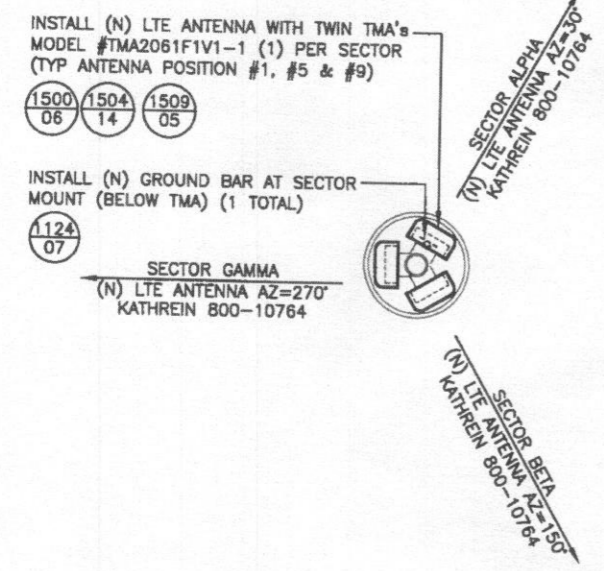 INSTALL (N) LTE ANTENNA WITH TWIN TMA's
MODEL #TMA2061F1V1-1 (1) PER SECTOR
(TYP ANTENNA POSITION #1, #5 & #9)
1500
06
1504
14
1509
05
INSTALL (N) GROUND BAR AT SECTOR
MOUNT (BELOW TMA) (1 TOTAL)
1124
07
SECTOR GAMMA
(N) LTE ANTENNA AZ=270°
KATHREIN 800-10764
SECTOR ALPHA
(N) LTE ANTENNA AZ=30°
KATHREIN 800-10764
SECTOR BETA
(N) LTE ANTENNA AZ=150°
KATHREIN 800-10764